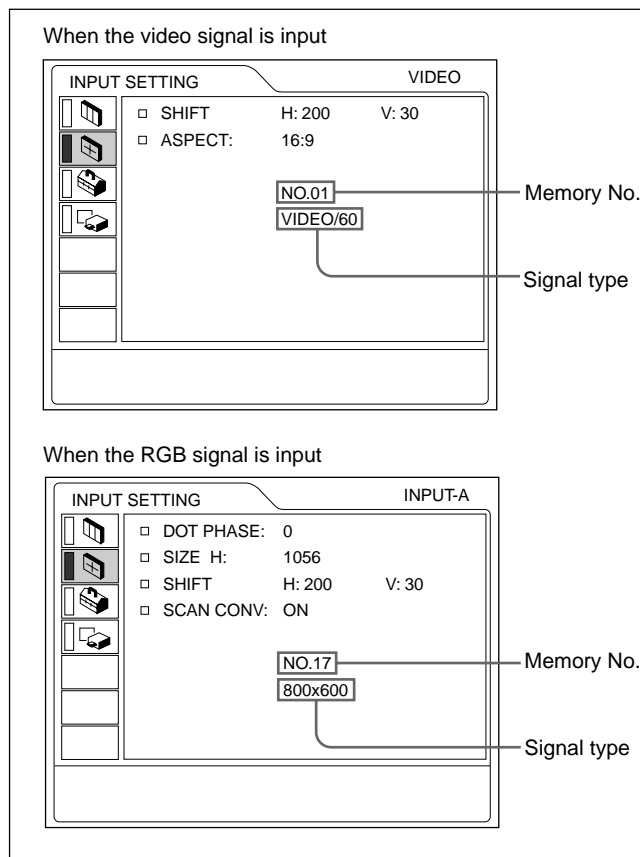 When the video signal is input
INPUT SETTING VIDEO
SHIFT H: 200 V: 30
ASPECT: 16:9
NO.01 Memory No.
VIDEO/60
Signal type
When the RGB signal is input
INPUT SETTING INPUT-A
DOT PHASE: 0
SIZE H: 1056
SHIFT H: 200 V: 30
SCAN CONV: ON
NO.17 Memory No.
800x600
Signal type